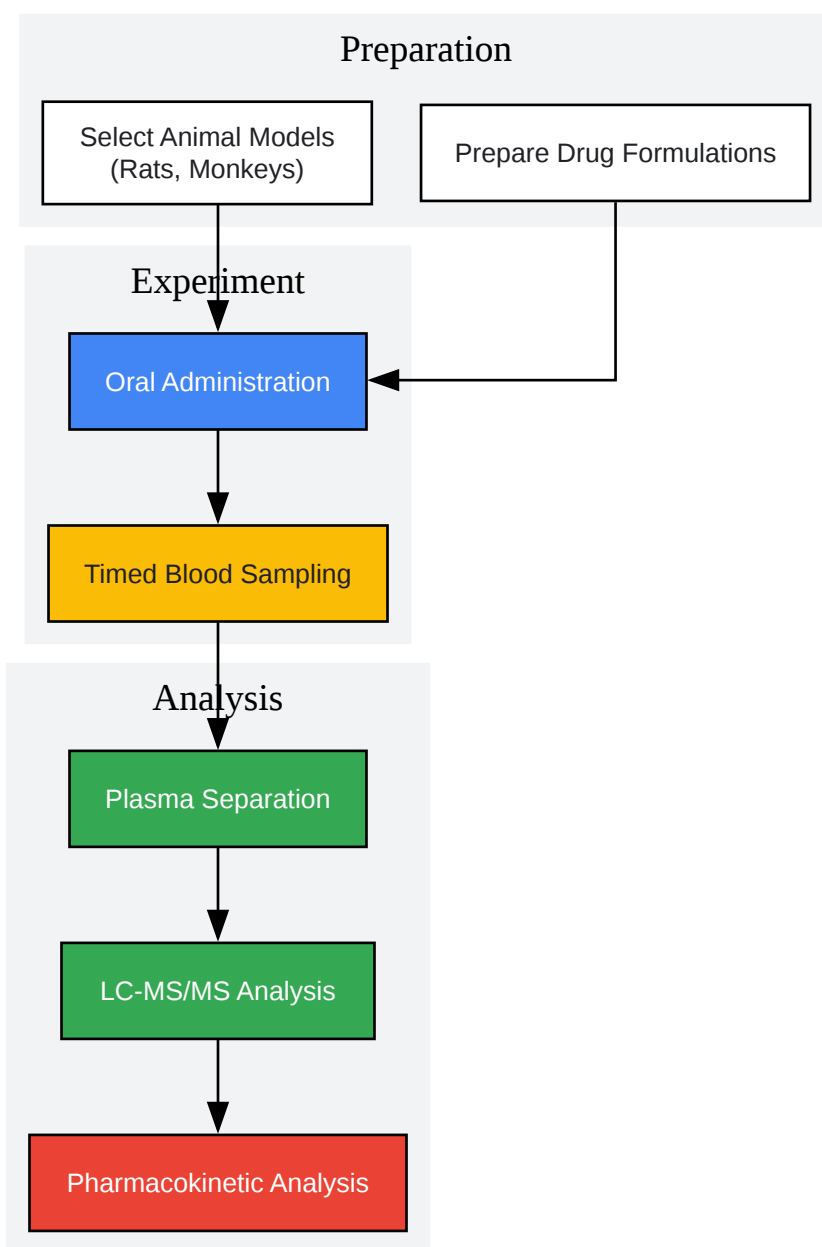 Preparation
Select Animal Models
(Rats, Monkeys)
Prepare Drug Formulations
Experiment
Oral Administration
Timed Blood Sampling
Analysis
Plasma Separation
LC-MS/MS Analysis
Pharmacokinetic Analysis